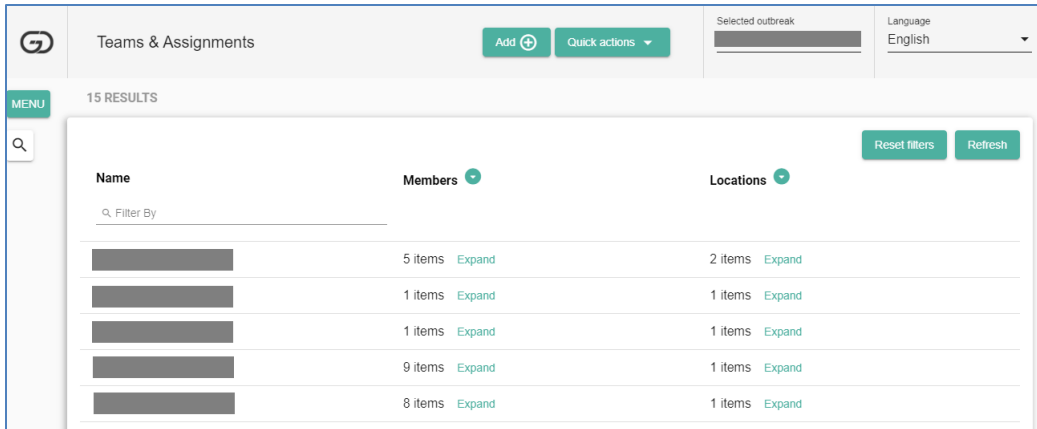 Teams & Assignments
Add
Quick actions
Selected outbreak
Language
English
MENU
15 RESULTS
Reset filters
Refresh
Name
Members
Locations
Filter By
5 items Expand
2 items Expand
1 items Expand
1 items Expand
1 items Expand
1 items Expand
9 items Expand
1 items Expand
8 items Expand
1 items Expand